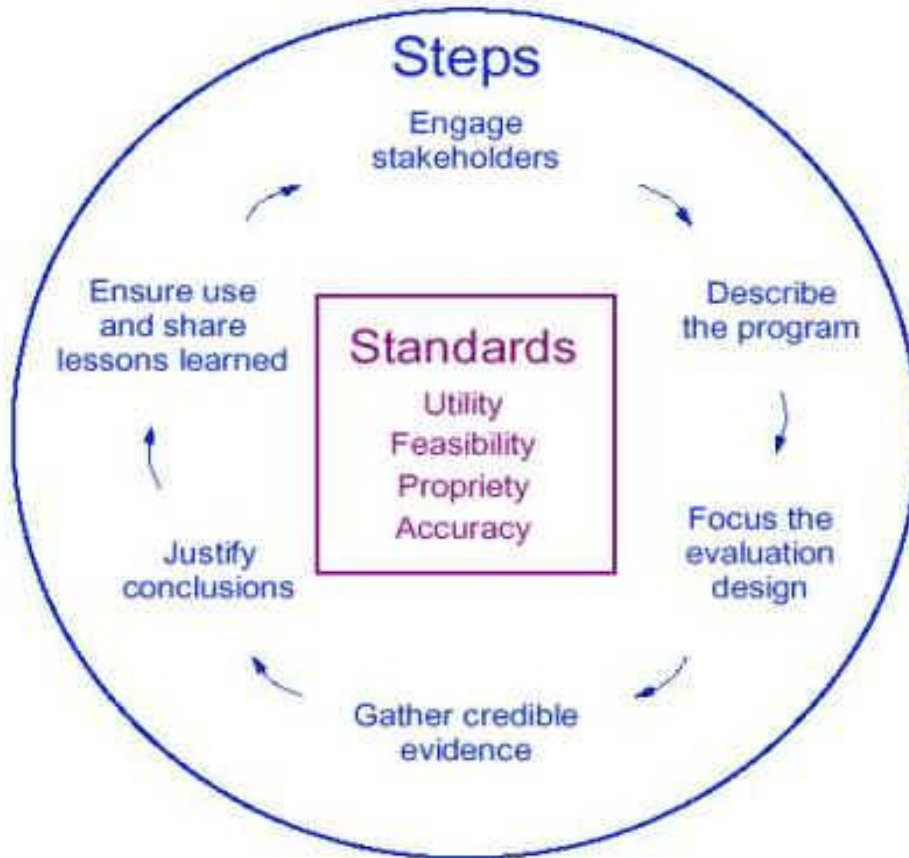 Steps
Engage
stakeholders
Describe
the program
Focus the
evaluation
design
Gather credible
evidence
Justify
conclusions
Ensure use
and share
lessons learned
Standards
Utility
Feasibility
Propriety
Accuracy